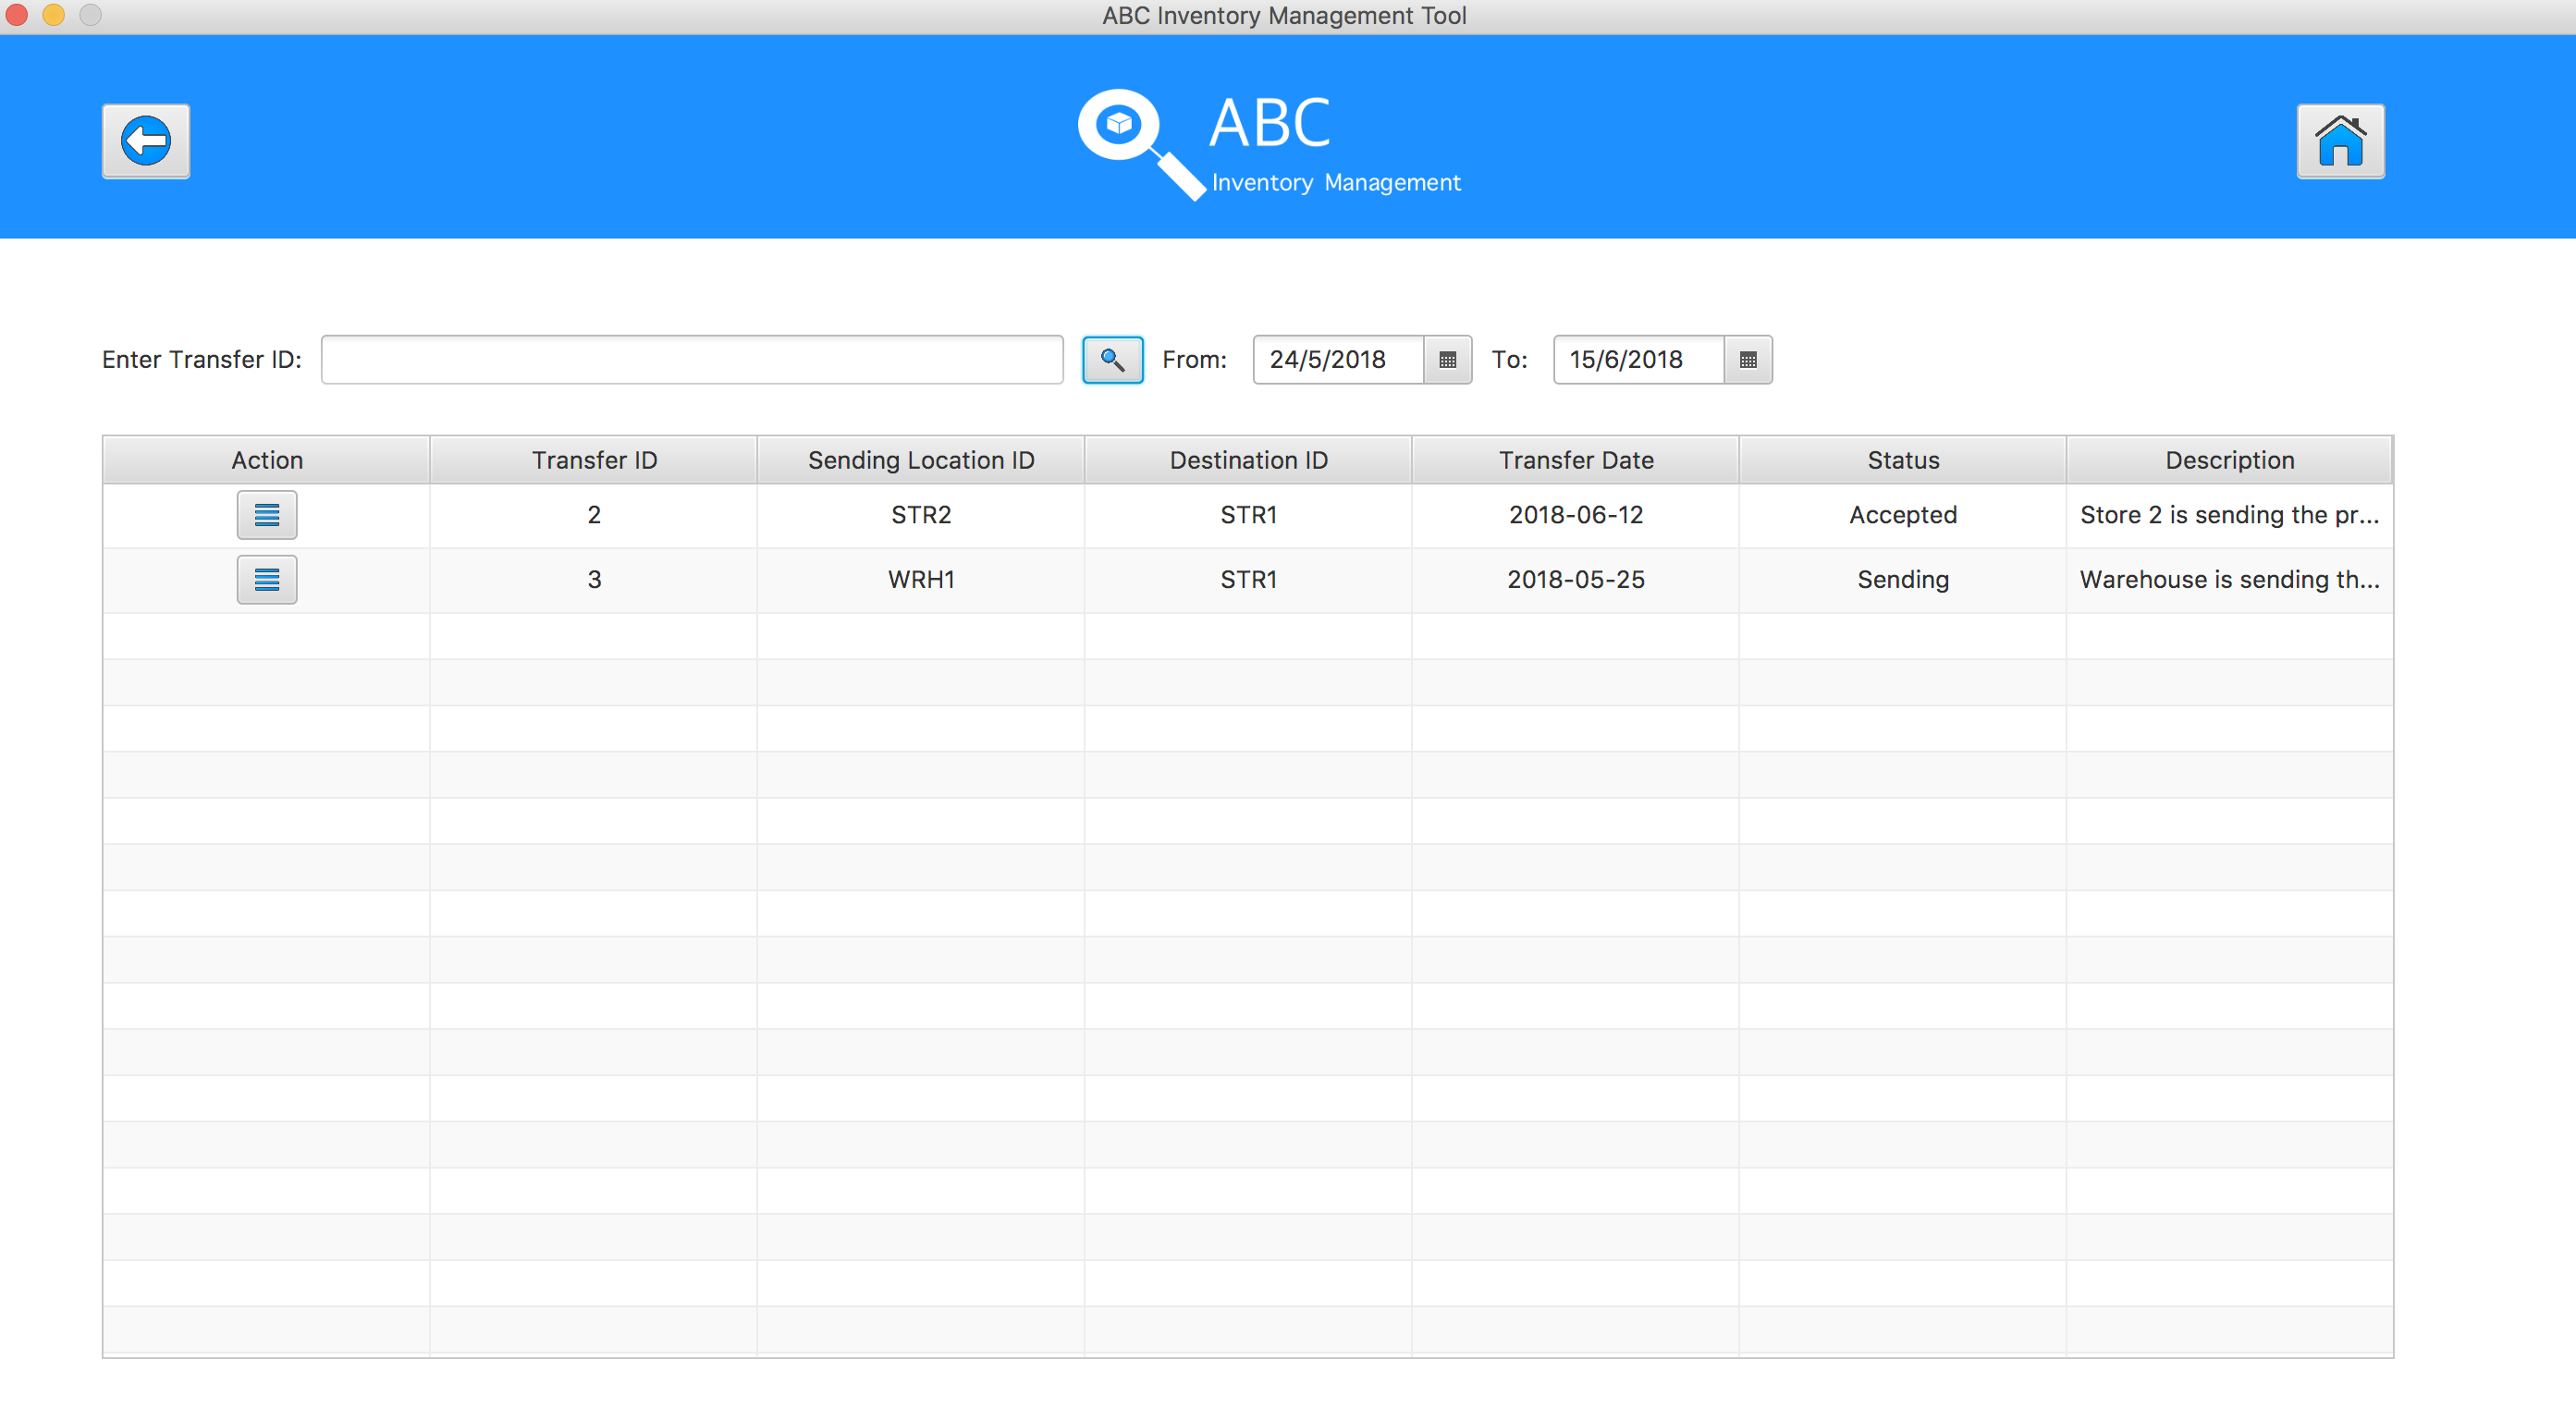 ABC Inventory Management Tool
ABC
Inventory Management
Enter Transfer ID: From: 24/5/2018 To: 15/6/2018
Action Transfer ID Sending Location ID Destination ID Transfer Date Status Description
2 STR2 STR1 2018-06-12 Accepted Store 2 is sending the pr...
3 WRH1 STR1 2018-05-25 Sending Warehouse is sending th...